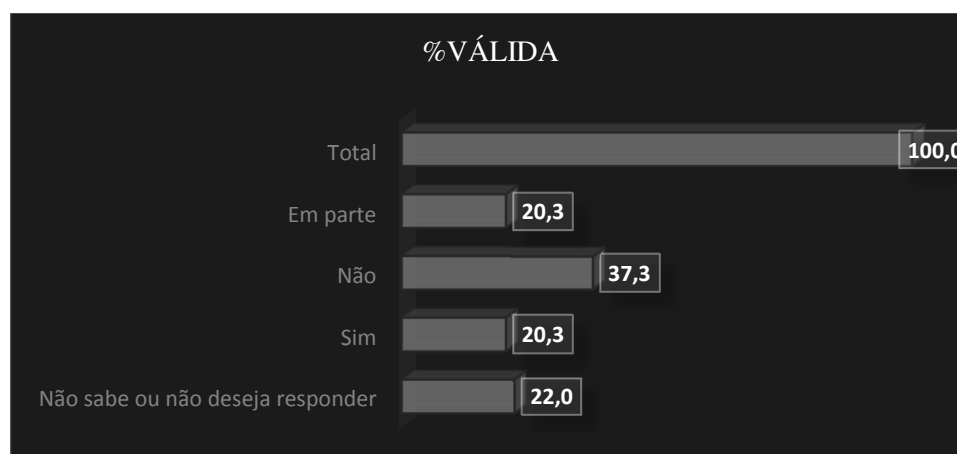 %VÁLIDA
Total 100,0
Em parte 20,3
Não 37,3
Sim 20,3
Não sabe ou não deseja responder 22,0